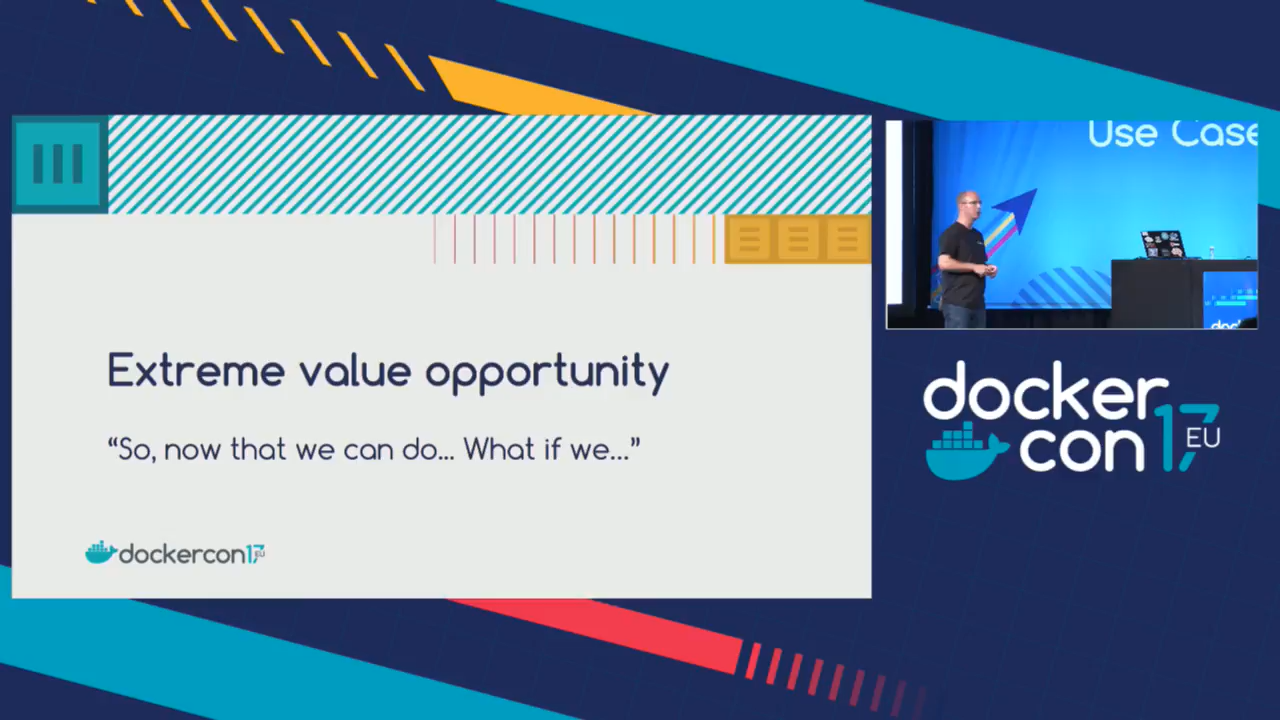 Extreme value opportunity
“So, now that we can do... What if we...”
dockercon17 EU
Use Case
docker
con 17 EU